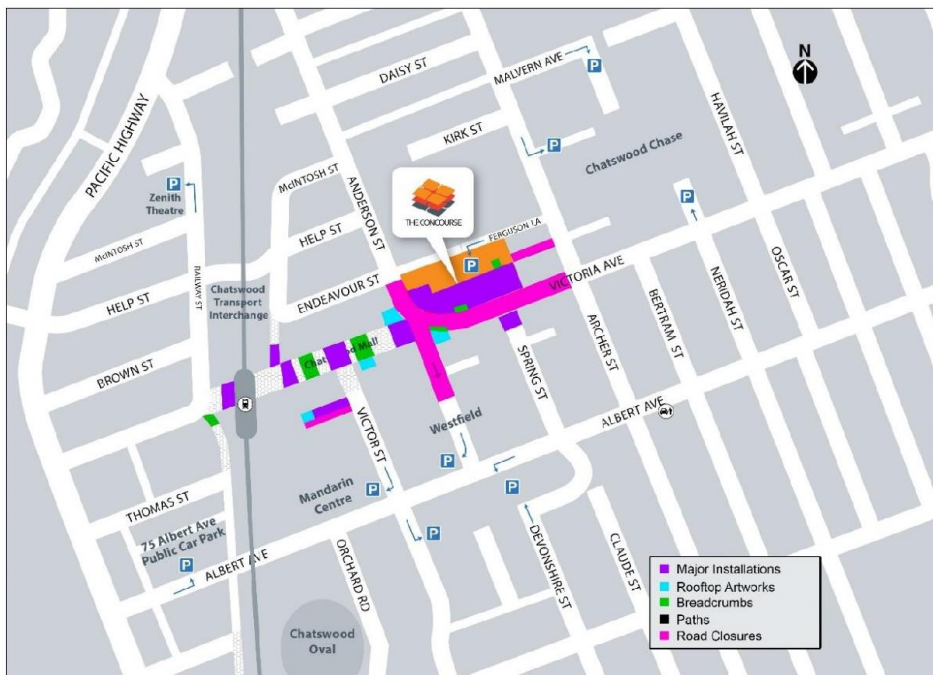 N
DAISY ST
MALVERN AVE
P
PACIFIC HIGHWAY
KIRK ST
P
Chatswood Chase
HAVILAH ST
McINTOSH ST
P
Zenith
Theatre
ANDERSON ST
THE CONCOURSE
P
McINTOSH ST
HELP ST
FERGUSON LA
P
OSCAR ST
RAILWAY ST
Chatswood
Transport
Interchange
ENDEAVOUR ST
VICTORIA AVE
NERIDAH ST
HELP ST
BERTRAM ST
BROWN ST
ARCHER ST
SPRING ST
ALBERT AVE
VICTOR ST
Westfield
P
P
Mandarin
Centre
P
P
THOMAS ST
75 Albert Ave
Public Car Park
P
ALBERT AVE
ORCHARD RD
DEVONSHIRE ST
CLAUDE ST
Chatswood
Oval
Major Installations
Rooftop Artworks
Breadcrumbs
Paths
Road Closures